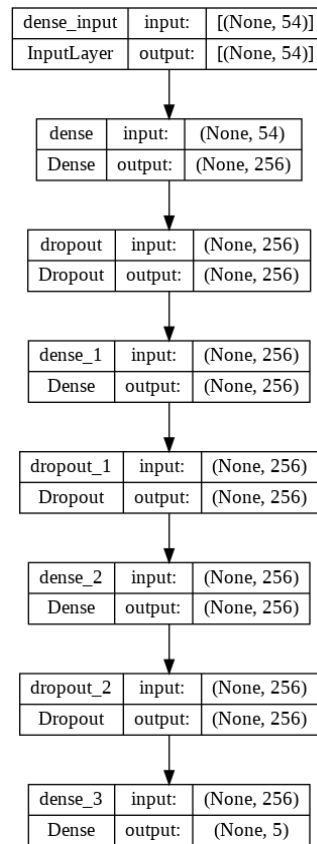 dense_input input: [(None, 54)]
InputLayer output: [(None, 54)]
dense input: (None, 54)
Dense output: (None, 256)
dropout input: (None, 256)
Dropout output: (None, 256)
dense_1 input: (None, 256)
Dense output: (None, 256)
dropout_1 input: (None, 256)
Dropout output: (None, 256)
dense_2 input: (None, 256)
Dense output: (None, 256)
dropout_2 input: (None, 256)
Dropout output: (None, 256)
dense_3 input: (None, 256)
Dense output: (None, 5)